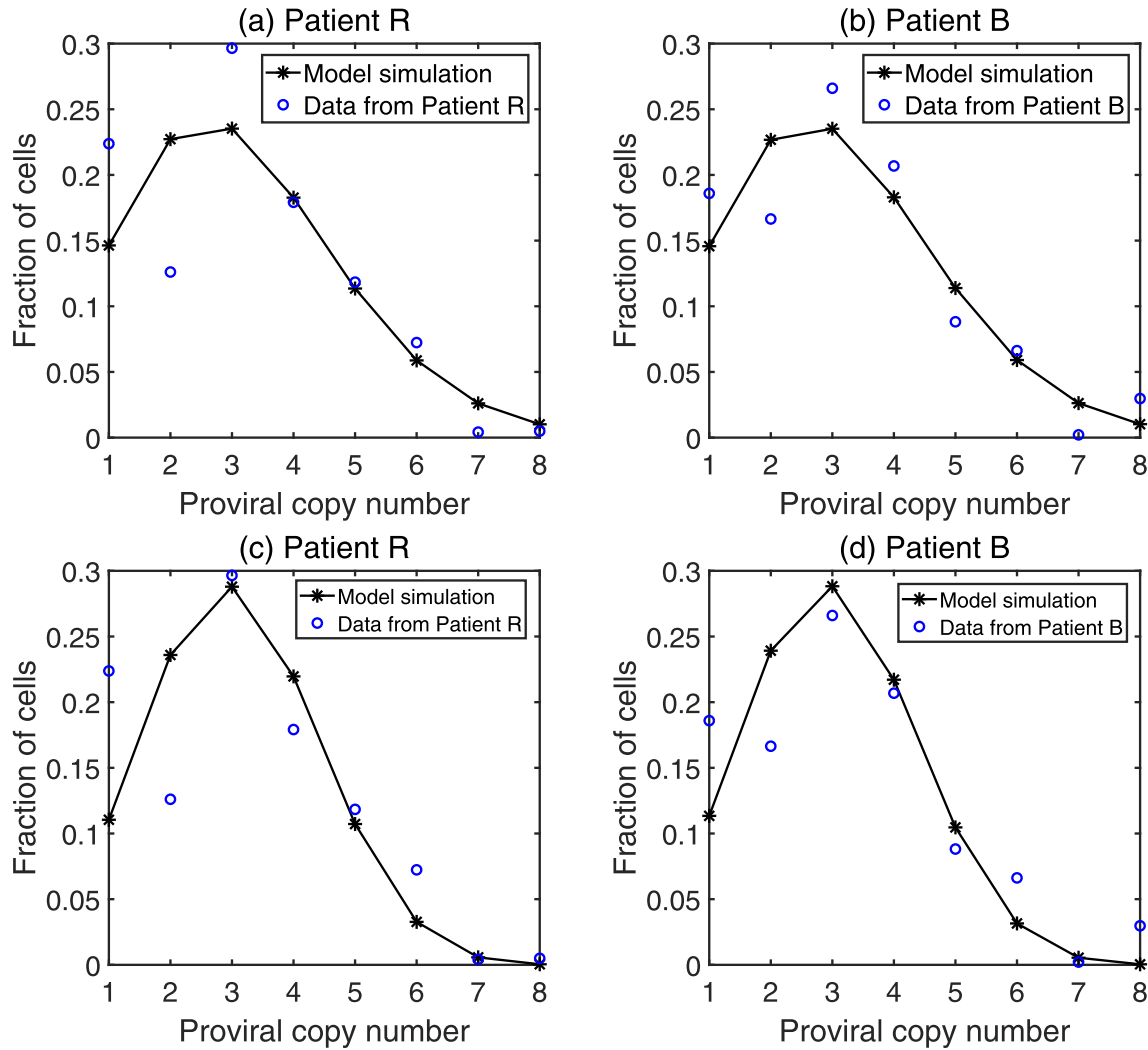 (a) Patient R
0.3
0.25
0.2
0.15
0.1
0.05
0
Fraction of cells
Model simulation
Data from Patient R
1 2 3 4 5 6 7 8
Proviral copy number
(b) Patient B
0.3
0.25
0.2
0.15
0.1
0.05
0
Fraction of cells
Model simulation
Data from Patient B
1 2 3 4 5 6 7 8
Proviral copy number
(c) Patient R
0.3
0.25
0.2
0.15
0.1
0.05
0
Fraction of cells
Model simulation
Data from Patient R
1 2 3 4 5 6 7 8
Proviral copy number
(d) Patient B
0.3
0.25
0.2
0.15
0.1
0.05
0
Fraction of cells
Model simulation
Data from Patient B
1 2 3 4 5 6 7 8
Proviral copy number